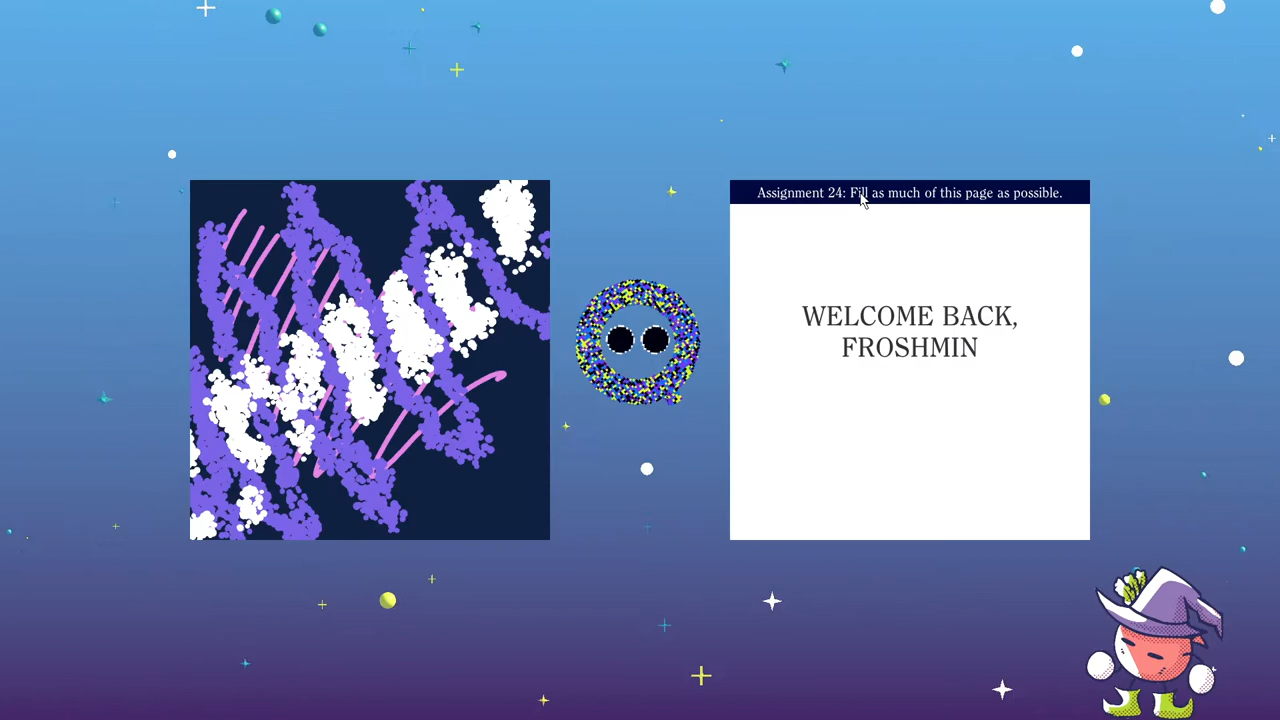 Assignment 24: Fill as much of this page as possible.
WELCOME BACK,
FROSHMIN